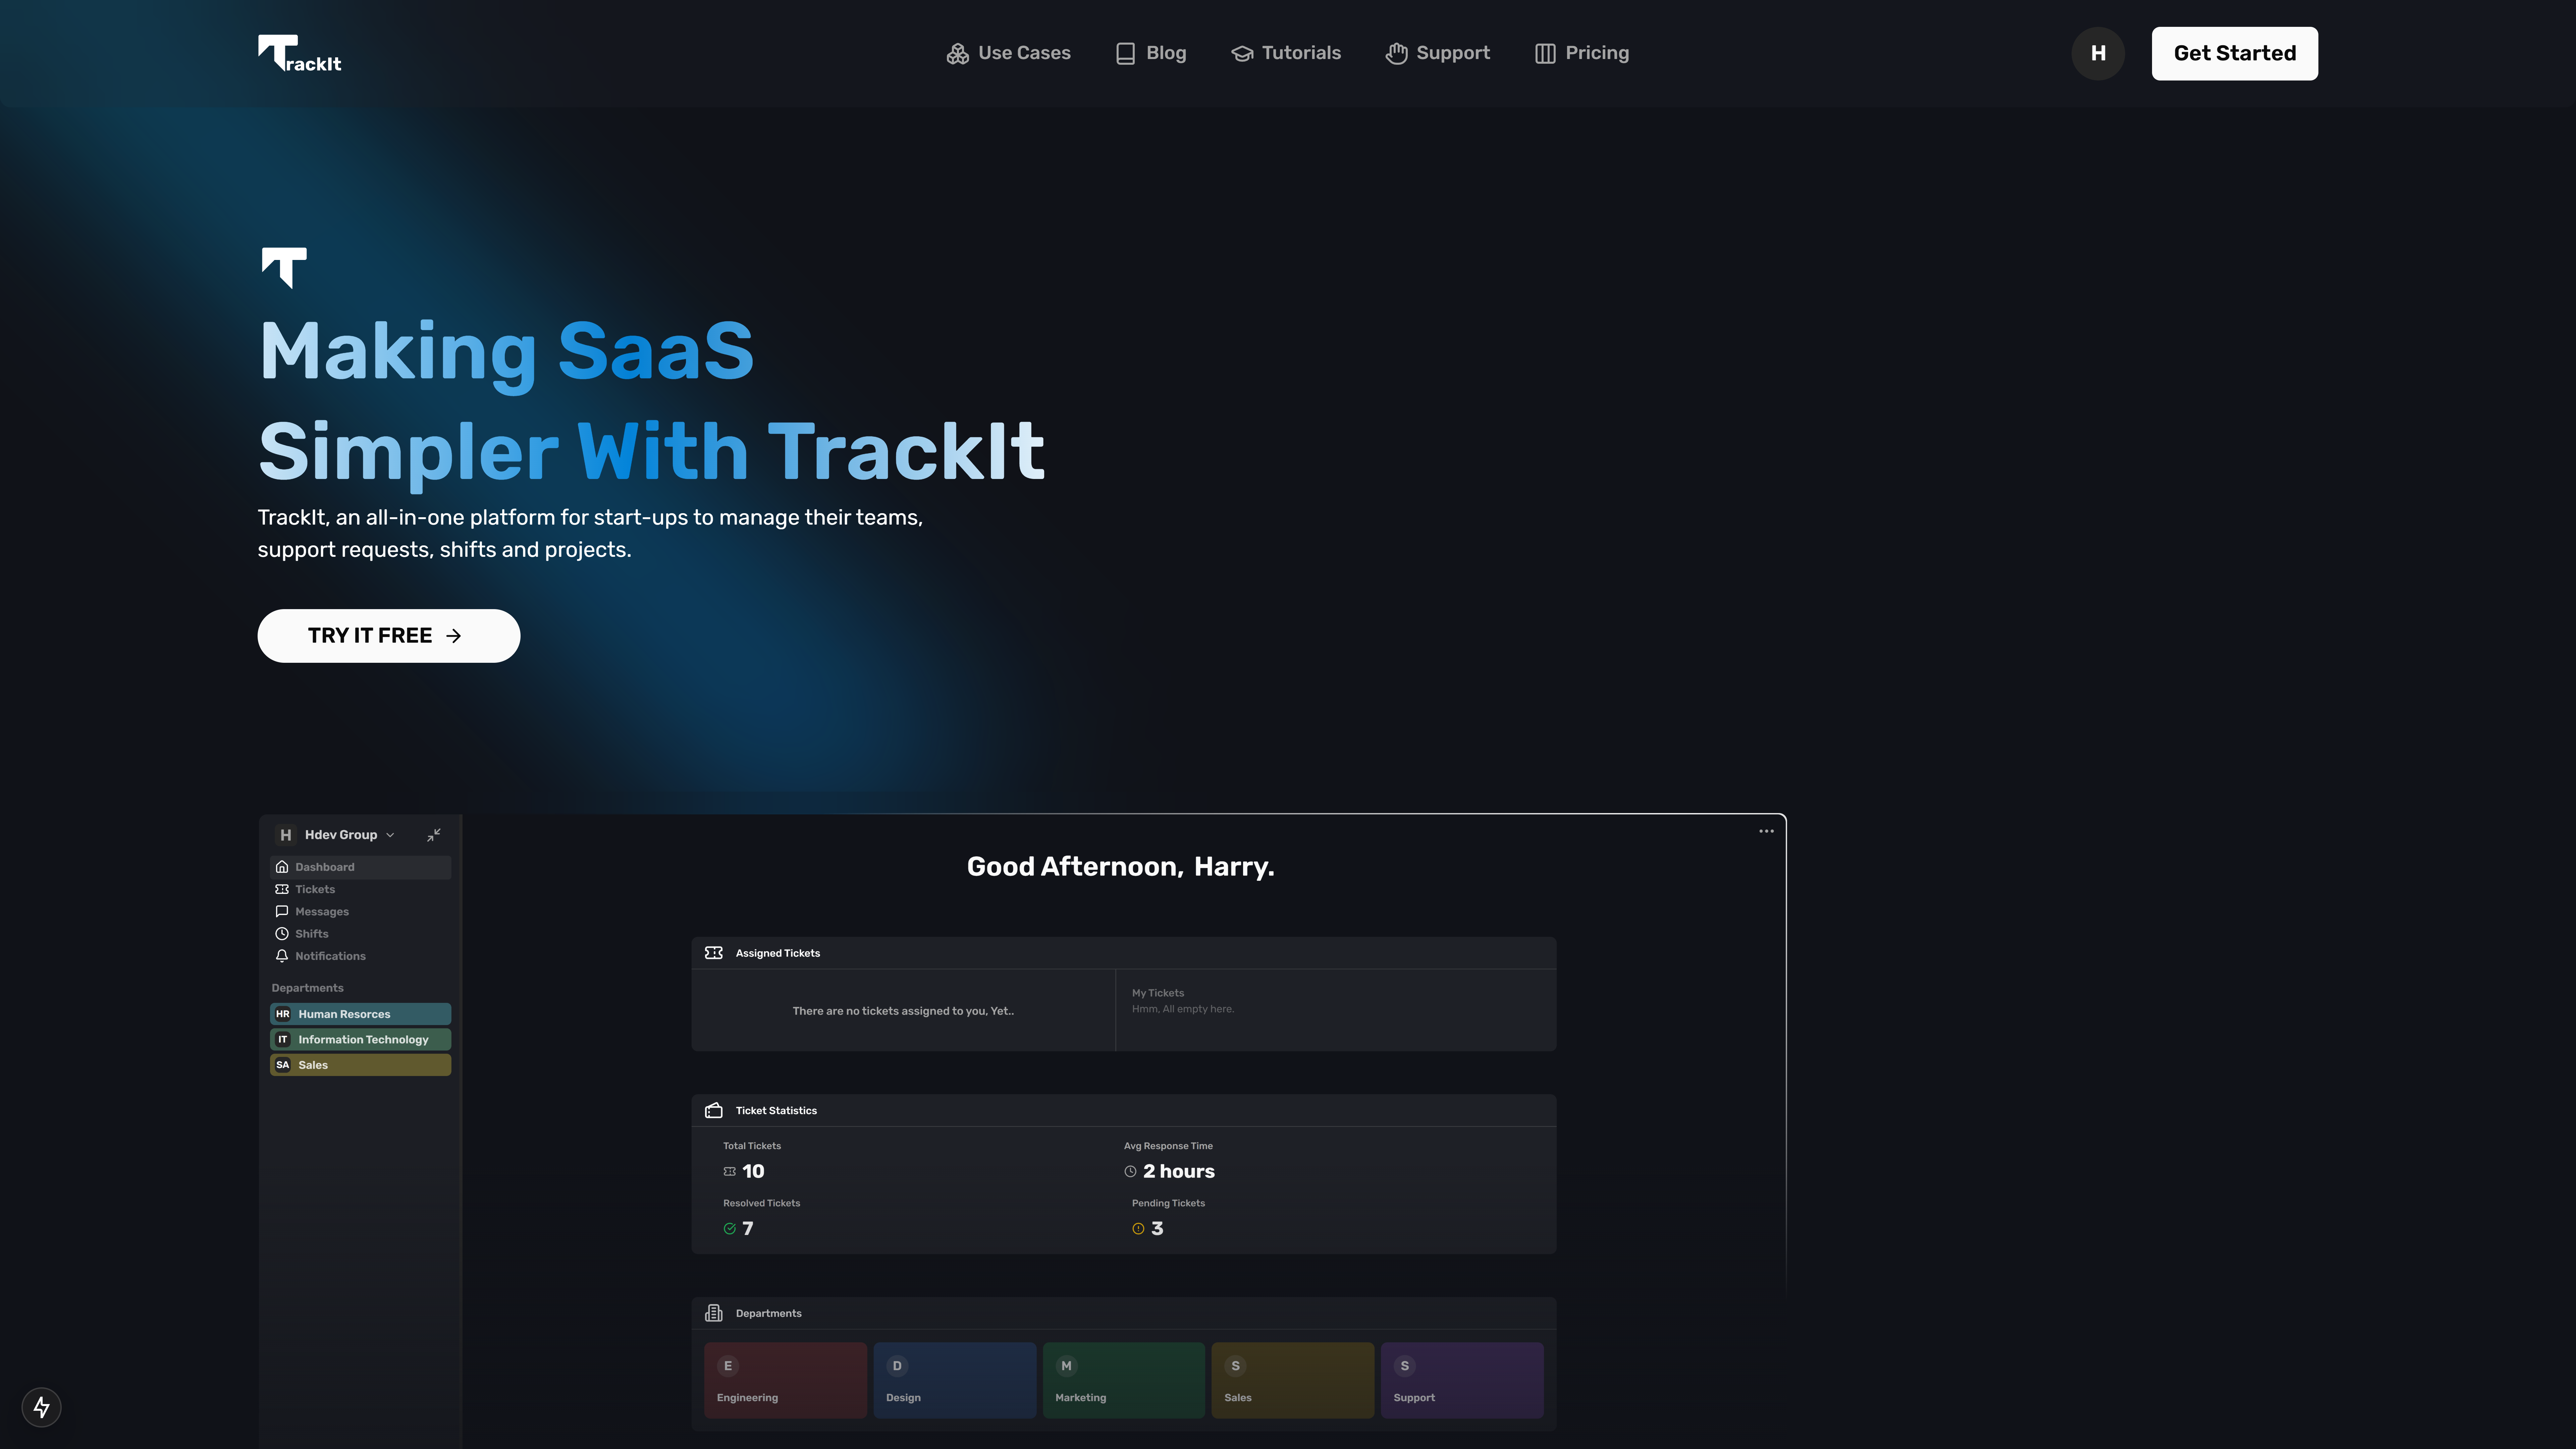 TrackIt
Use Cases
Blog
Tutorials
Support
Pricing
H
Get Started
T
Making SaaS
Simpler With TrackIt
TrackIt, an all-in-one platform for start-ups to manage their teams,
support requests, shifts and projects.
TRY IT FREE
H Hdev Group
Dashboard
Tickets
Messages
Shifts
Notifications
Departments
HR Human Resorces
IT Information Technology
SA Sales
Good Afternoon, Harry.
Assigned Tickets
There are no tickets assigned to you, Yet..
My Tickets
Hmm, All empty here.
Ticket Statistics
Total Tickets
10
Avg Response Time
2 hours
Resolved Tickets
7
Pending Tickets
3
Departments
E
Engineering
D
Design
M
Marketing
S
Sales
S
Support